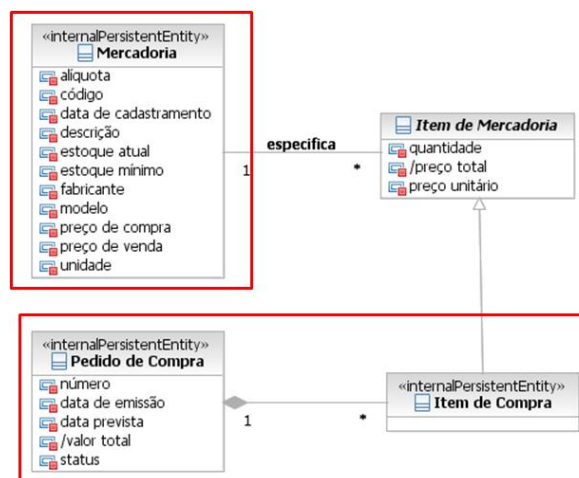 «internalPersistentEntity»
Mercadoria
alíquota
código
data de cadastramento
descrição
estoque atual
estoque mínimo
fabricante
modelo
preço de compra
preço de venda
unidade
especifica
1
*
Item de Mercadoria
quantidade
/preço total
preço unitário
«internalPersistentEntity»
Pedido de Compra
número
data de emissão
data prevista
/valor total
status
1
*
«internalPersistentEntity»
Item de Compra